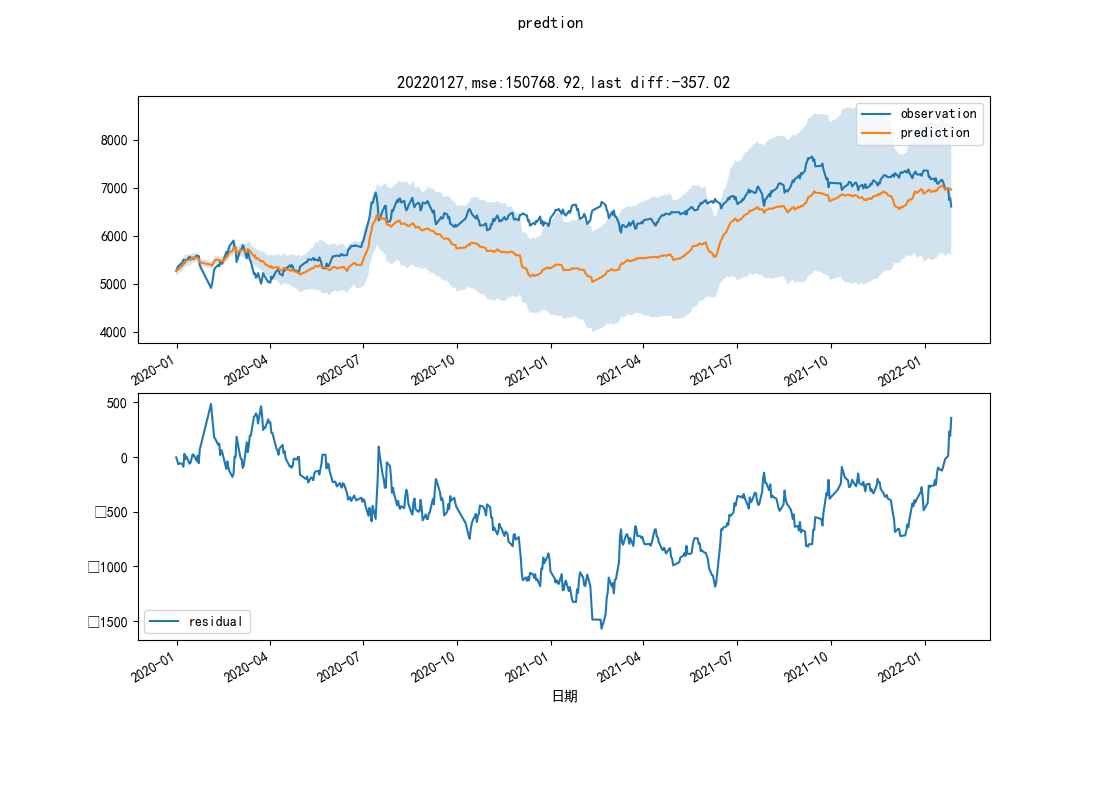 predtion
20220127,mse:150768.92,last diff:-357.02
observation
prediction
8000
7000
6000
5000
4000
2020-01 2020-04 2020-07 2020-10 2021-01 2021-04 2021-07 2021-10 2022-01
500
0
□500
□1000
□1500
residual
2020-01 2020-04 2020-07 2020-10 2021-01 2021-04 2021-07 2021-10 2022-01
日期